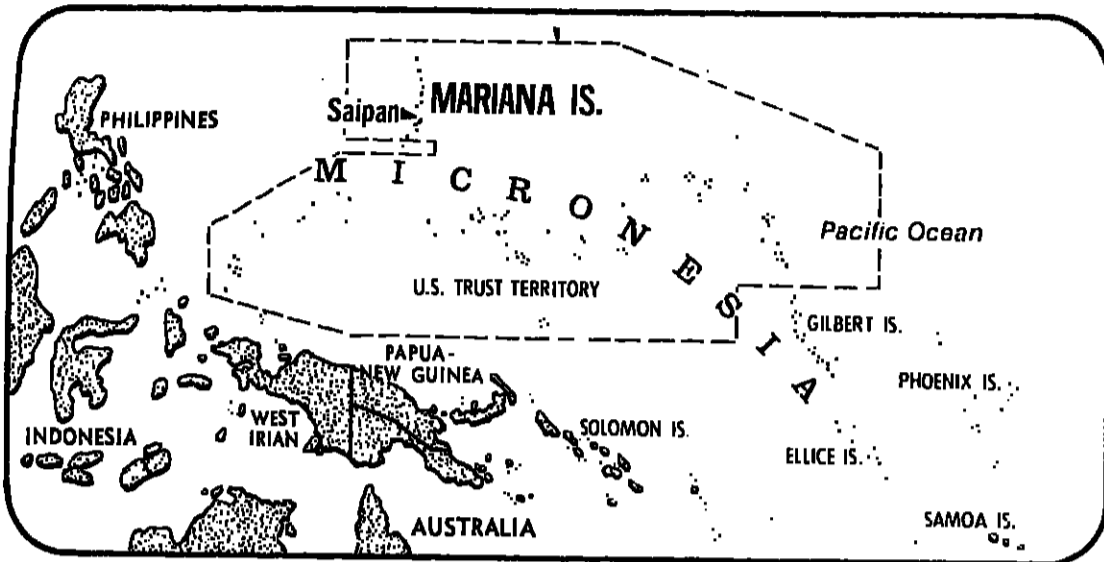 PHILIPPINES
Saipan
MARIANA IS.
MICRONESIA
Pacific Ocean
U.S. TRUST TERRITORY
GILBERT IS.
PAPUA-
NEW GUINEA
PHOENIX IS.
WEST
IRIAN
INDONESIA
SOLOMON IS.
ELLICE IS.
AUSTRALIA
SAMOA IS.